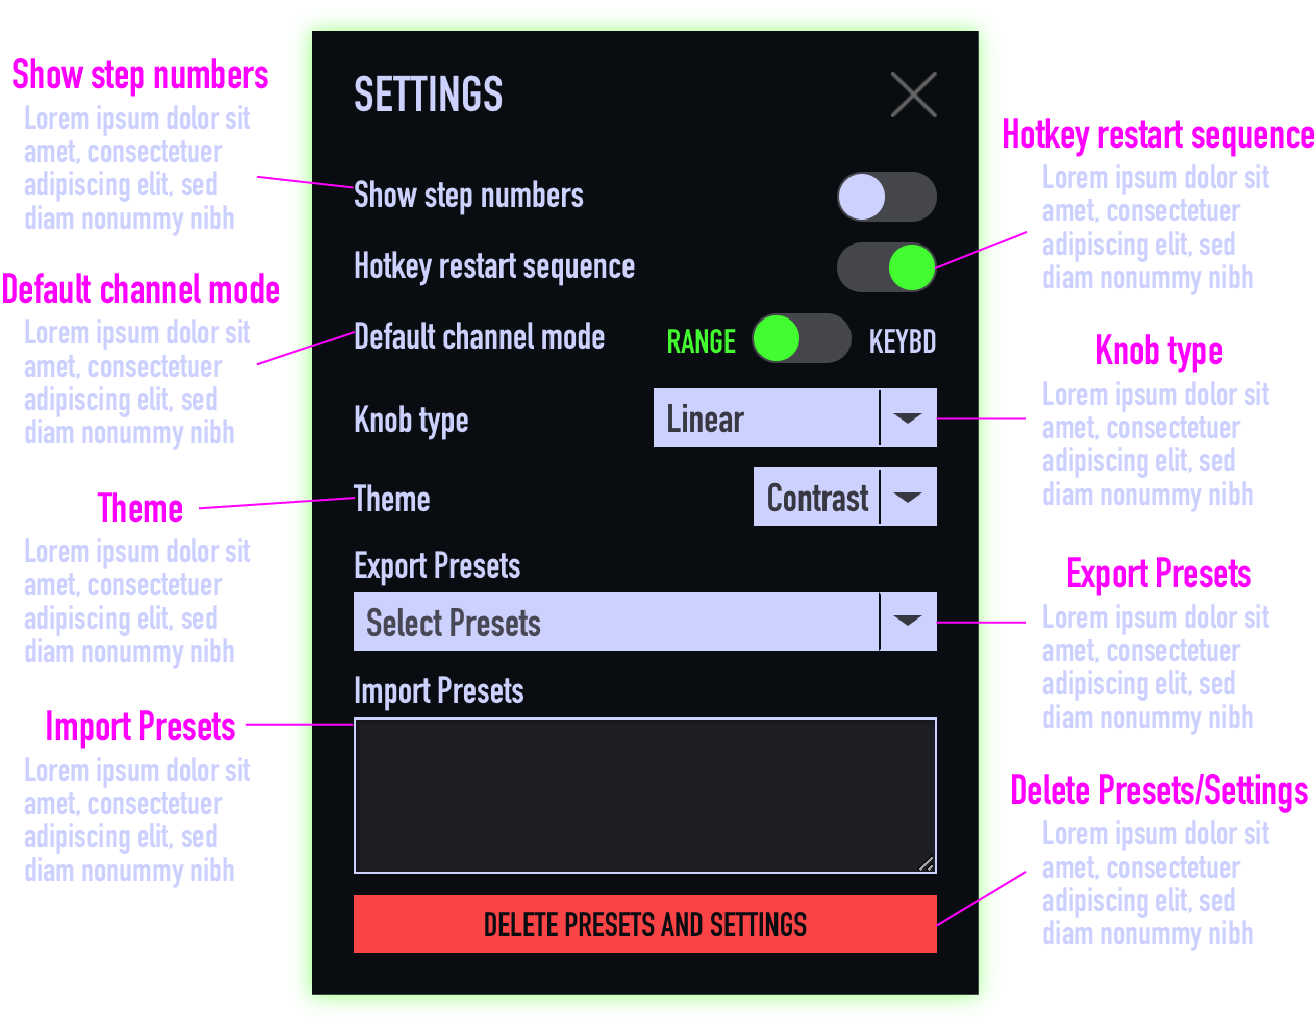 Show step numbers
Lorem ipsum dolor sit
amet, consectetuer
adipiscing elit, sed
diam nonummy nibh
Default channel mode
Lorem ipsum dolor sit
amet, consectetuer
adipiscing elit, sed
diam nonummy nibh
Theme
Lorem ipsum dolor sit
amet, consectetuer
adipiscing elit, sed
diam nonummy nibh
Import Presets
Lorem ipsum dolor sit
amet, consectetuer
adipiscing elit, sed
diam nonummy nibh
SETTINGS
Show step numbers
Hotkey restart sequence
Default channel mode RANGE KEYBD
Knob type Linear
Theme Contrast
Export Presets
Select Presets
Import Presets
DELETE PRESETS AND SETTINGS
Hotkey restart sequence
Lorem ipsum dolor sit
amet, consectetuer
adipiscing elit, sed
diam nonummy nibh
Knob type
Lorem ipsum dolor sit
amet, consectetuer
adipiscing elit, sed
diam nonummy nibh
Export Presets
Lorem ipsum dolor sit
amet, consectetuer
adipiscing elit, sed
diam nonummy nibh
Delete Presets/Settings
Lorem ipsum dolor sit
amet, consectetuer
adipiscing elit, sed
diam nonummy nibh